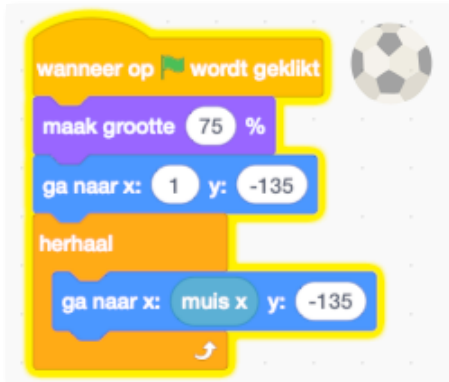 wanneer op wordt geklikt
maak grootte 75 %
ga naar x: 1 y: -135
herhaal
ga naar x: muis x y: -135